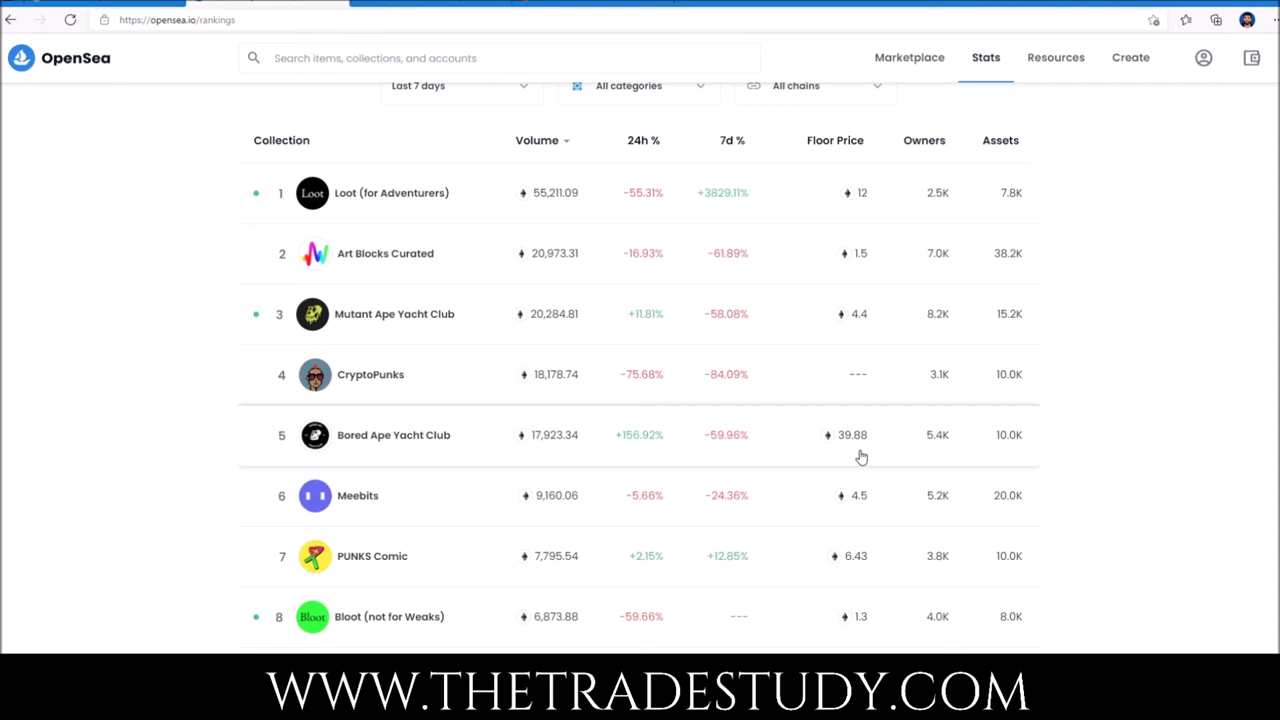 https://opensea.io/rankings
OpenSea
Search items, collections, and accounts
Marketplace Stats Resources Create
Last 7 days All categories All chains
Collection Volume 24h % 7d % Floor Price Owners Assets
1 Loot Loot (for Adventurers) 55,211.09 -55.31% +3829.11% 12 2.5K 7.8K
2 Art Blocks Curated 20,973.31 -16.93% -61.89% 1.5 7.0K 38.2K
3 Mutant Ape Yacht Club 20,284.81 +11.81% -58.08% 4.4 8.2K 15.2K
4 CryptoPunks 18,178.74 -75.68% -84.09% --- 3.1K 10.0K
5 Bored Ape Yacht Club 17,923.34 +156.92% -59.96% 39.88 5.4K 10.0K
6 Meebits 9,160.06 -5.66% -24.36% 4.5 5.2K 20.0K
7 PUNKS Comic 7,795.54 +2.15% +12.85% 6.43 3.8K 10.0K
8 Bloot Bloot (not for Weaks) 6,873.88 -59.66% --- 1.3 4.0K 8.0K
WWW.THETRADESTUDY.COM